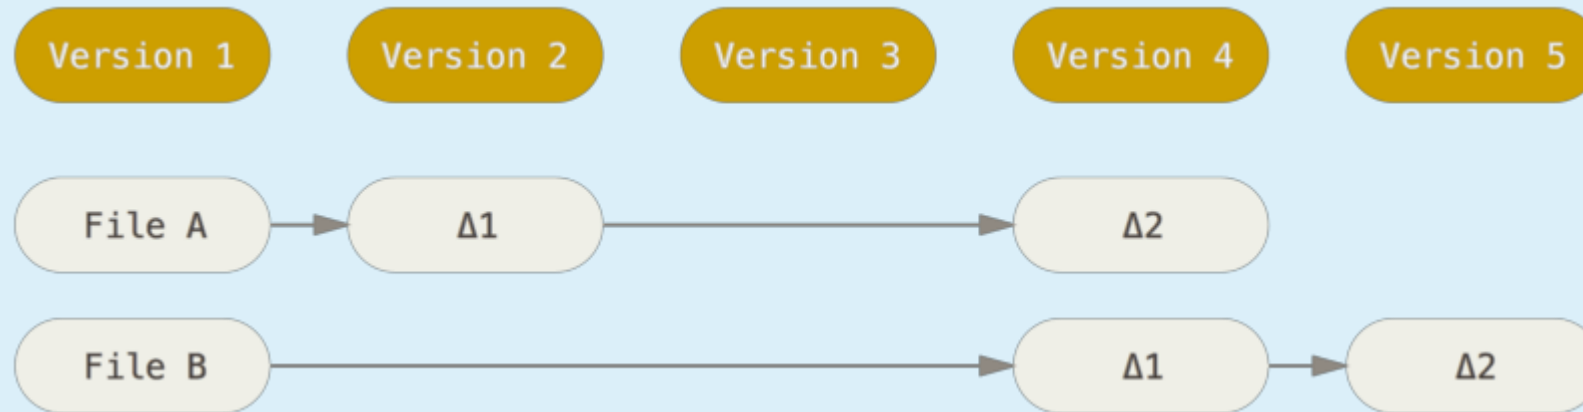 Version 1 Version 2 Version 3 Version 4 Version 5
File A Δ1 Δ2
File B Δ1 Δ2